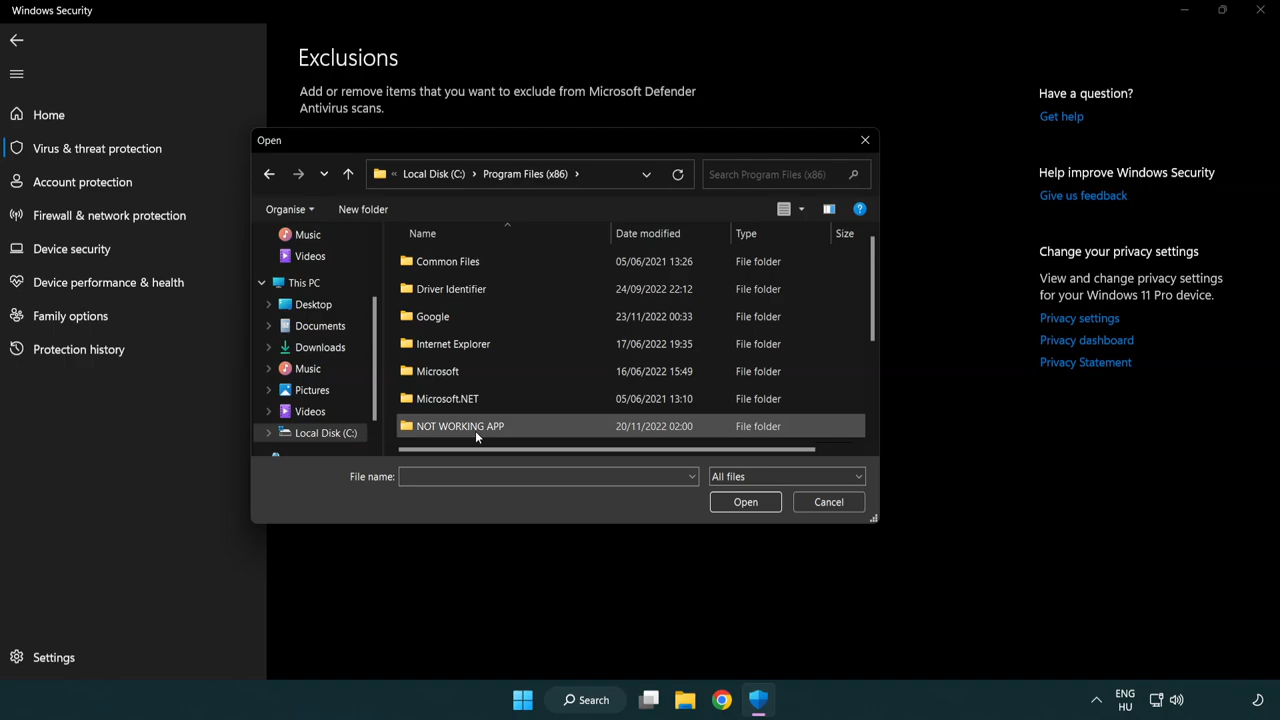 Windows Security
Exclusions
Add or remove items that you want to exclude from Microsoft Defender
Antivirus scans.
Home
Virus & threat protection
Account protection
Firewall & network protection
Device security
Device performance & health
Family options
Protection history
Settings
Have a question?
Get help
Help improve Windows Security
Give us feedback
Change your privacy settings
View and change privacy settings
for your Windows 11 Pro device.
Privacy settings
Privacy dashboard
Privacy Statement
Open
« Local Disk (C:) > Program Files (x86) >
Search Program Files (x86)
Organise
New folder
Music
Videos
This PC
Desktop
Documents
Downloads
Music
Pictures
Videos
Local Disk (C:)
Name Date modified Type Size
Common Files 05/06/2021 13:26 File folder
Driver Identifier 24/09/2022 22:12 File folder
Google 23/11/2022 00:33 File folder
Internet Explorer 17/06/2022 19:35 File folder
Microsoft 16/06/2022 15:49 File folder
Microsoft.NET 05/06/2021 13:10 File folder
NOT WORKING APP 20/11/2022 02:00 File folder
File name:
All files
Open
Cancel
Search
ENG
HU